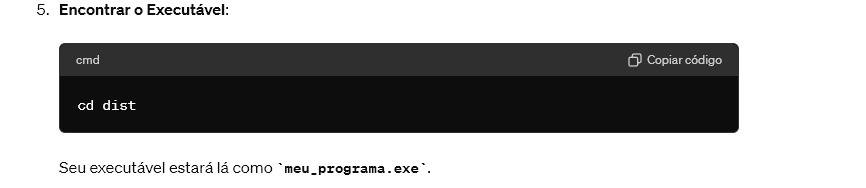 5. Encontrar o Executável:
cmd
Copiar código
cd dist
Seu executável estará lá como `meu_programa.exe`.